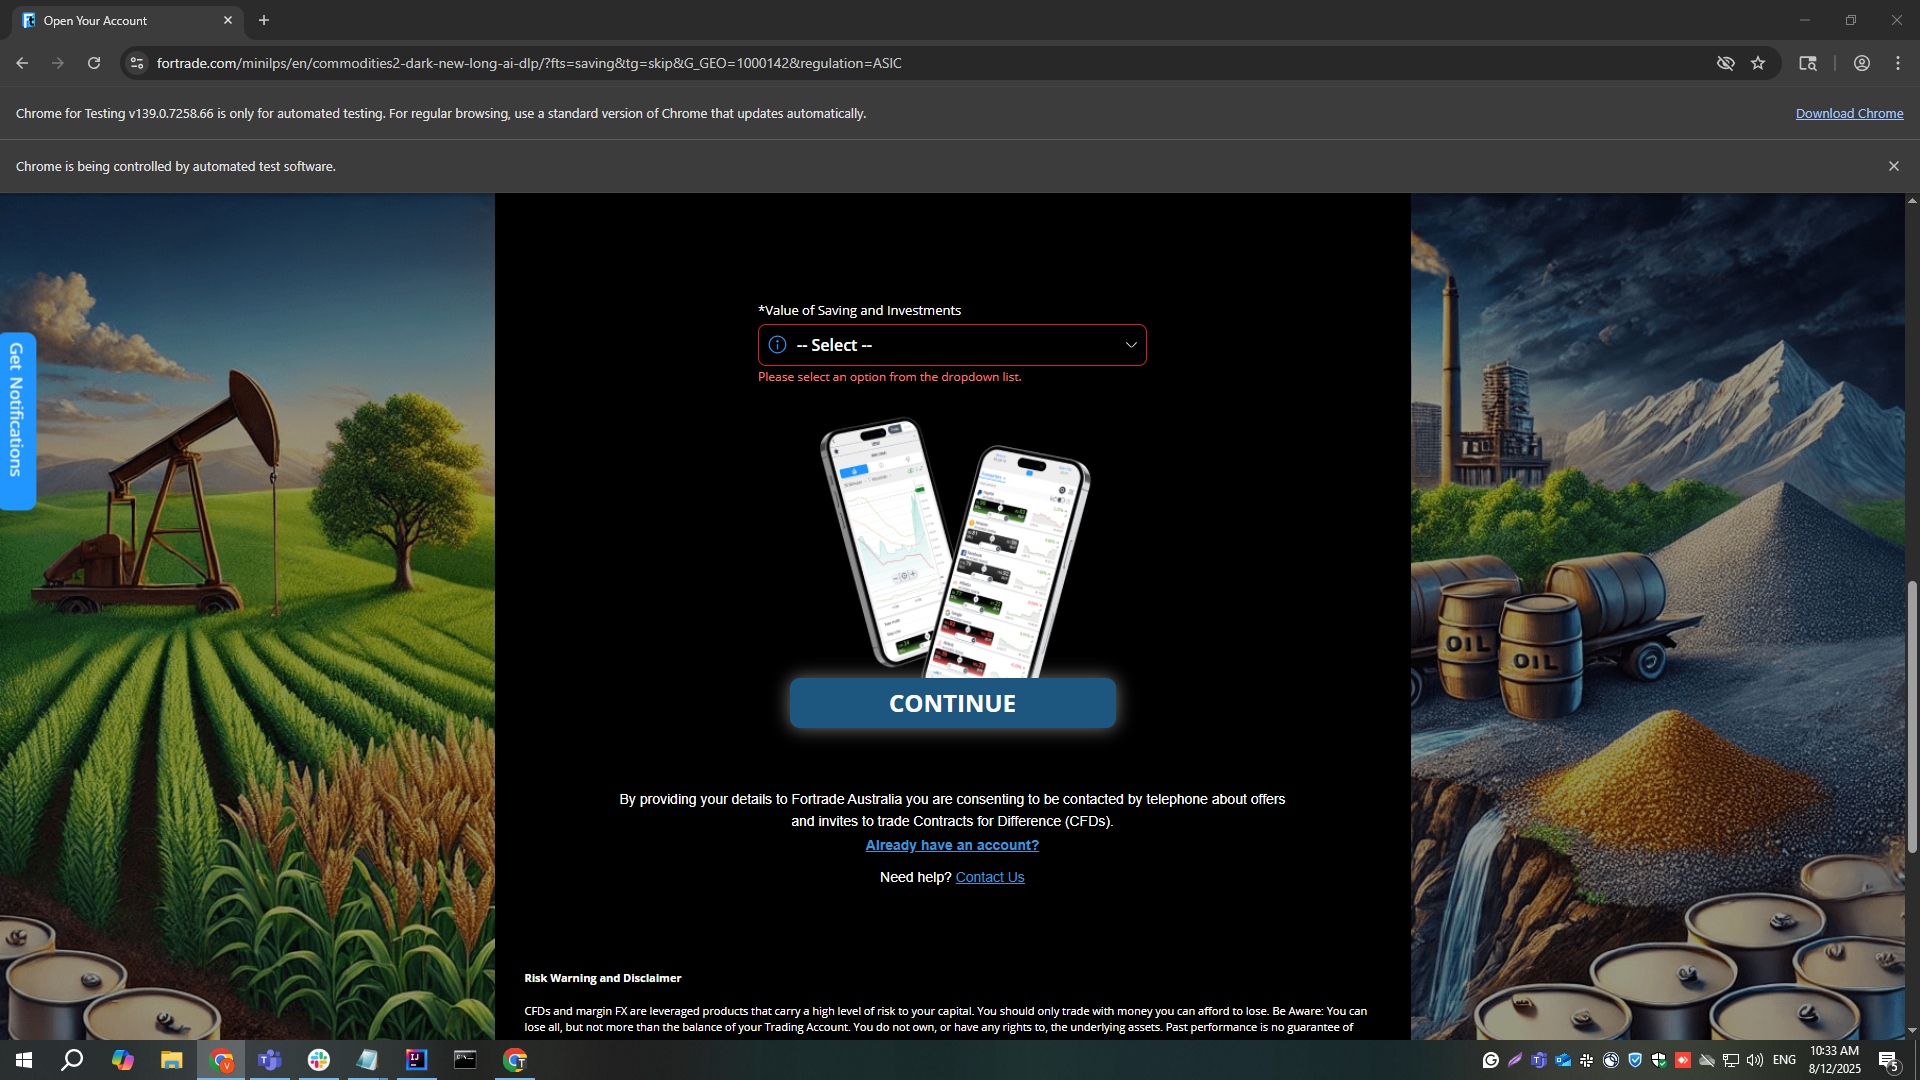 Open Your Account
fortrade.com/minilps/en/commodities2-dark-new-long-ai-dlp/?fts=saving&tg=skip&G_GEO=1000142&regulation=ASIC
Chrome for Testing v139.0.7258.66 is only for automated testing. For regular browsing, use a standard version of Chrome that updates automatically.
Download Chrome
Chrome is being controlled by automated test software.
Get Notifications
*Value of Saving and Investments
-- Select --
Please select an option from the dropdown list.
OIL
OIL
CONTINUE
By providing your details to Fortrade Australia you are consenting to be contacted by telephone about offers
and invites to trade Contracts for Difference (CFDs).
Already have an account?
Need help? Contact Us
Risk Warning and Disclaimer
CFDs and margin FX are leveraged products that carry a high level of risk to your capital. You should only trade with money you can afford to lose. Be Aware: You can
lose all, but not more than the balance of your Trading Account. You do not own, or have any rights to, the underlying assets. Past performance is no guarantee of
ENG
10:33 AM
8/12/2025
5